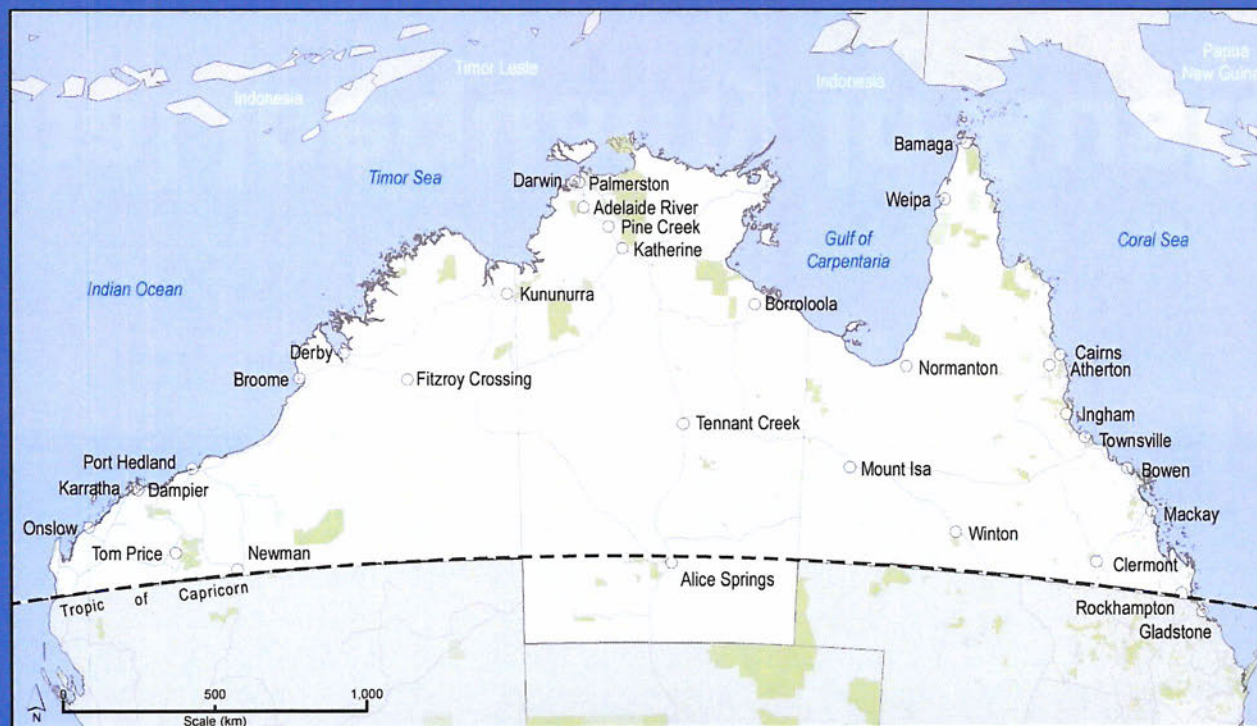 Timor Leste
Indonesia
Indonesia
Papua
New Guinea
Bamaga
Timor Sea
Darwin
Palmerston
Weipa
Adelaide River
Pine Creek
Gulf of
Carpentaria
Coral Sea
Katherine
Indian Ocean
Kununurra
Borroloola
Derby
Cairns
Atherton
Broome
Fitzroy Crossing
Normanton
Ingham
Tennant Creek
Townsville
Port Hedland
Mount Isa
Bowen
Karratha
Dampier
Mackay
Onslow
Winton
Tom Price
Newman
Clermont
Alice Springs
Tropic of Capricorn
Rockhampton
Gladstone
N
0 500 1,000
Scale (km)